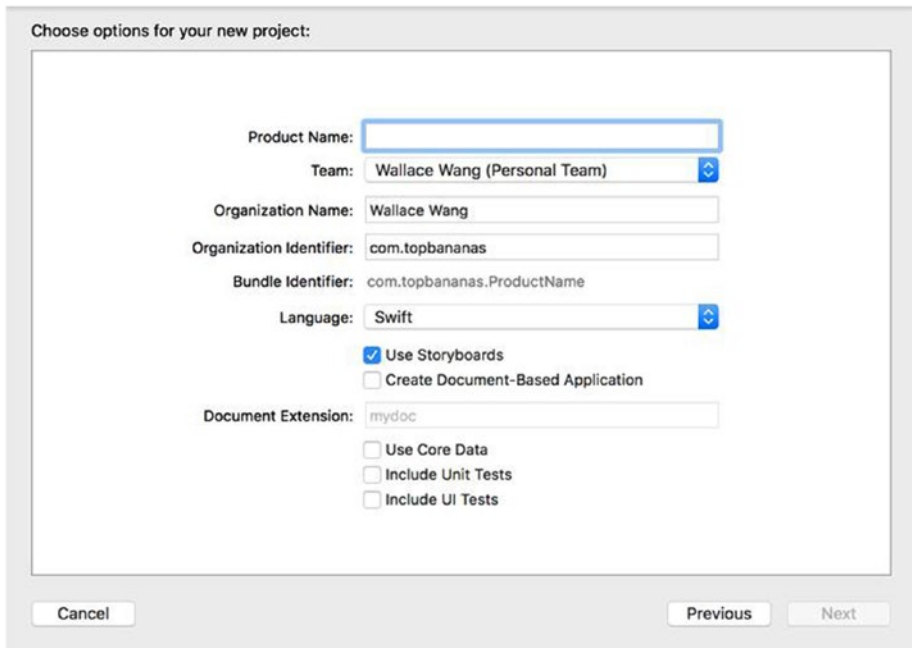 Choose options for your new project:
Product Name:
Team: Wallace Wang (Personal Team)
Organization Name: Wallace Wang
Organization Identifier: com.topbananas
Bundle Identifier: com.topbananas.ProductName
Language: Swift
Use Storyboards
Create Document-Based Application
Document Extension: mydoc
Use Core Data
Include Unit Tests
Include UI Tests
Cancel Previous Next